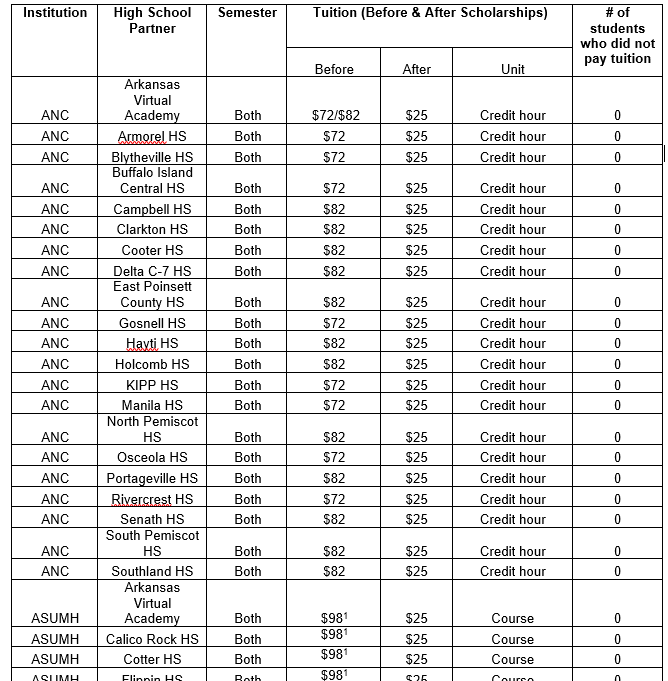 Institution High School Semester Tuition (Before & After Scholarships) # of
Partner students
who did not
pay tuition
Before After Unit
Arkansas
Virtual
ANC Academy Both $72/$82 $25 Credit hour 0
ANC Armorel HS Both $72 $25 Credit hour 0
ANC Blytheville HS Both $72 $25 Credit hour 0
Buffalo Island
ANC Central HS Both $72 $25 Credit hour 0
ANC Campbell HS Both $82 $25 Credit hour 0
ANC Clarkton HS Both $82 $25 Credit hour 0
ANC Cooter HS Both $82 $25 Credit hour 0
ANC Delta C-7 HS Both $82 $25 Credit hour 0
East Poinsett
ANC County HS Both $82 $25 Credit hour 0
ANC Gosnell HS Both $72 $25 Credit hour 0
ANC Hayti HS Both $82 $25 Credit hour 0
ANC Holcomb HS Both $82 $25 Credit hour 0
ANC KIPP HS Both $72 $25 Credit hour 0
ANC Manila HS Both $72 $25 Credit hour 0
North Pemiscot
ANC HS Both $82 $25 Credit hour 0
ANC Osceola HS Both $72 $25 Credit hour 0
ANC Portageville HS Both $82 $25 Credit hour 0
ANC Rivercrest HS Both $72 $25 Credit hour 0
ANC Senath HS Both $82 $25 Credit hour 0
South Pemiscot
ANC HS Both $82 $25 Credit hour 0
ANC Southland HS Both $82 $25 Credit hour 0
Arkansas
Virtual
ASUMH Academy Both $98¹ $25 Course 0
ASUMH Calico Rock HS Both $98¹ $25 Course 0
ASUMH Cotter HS Both $98¹ $25 Course 0
ASUMH Flippin HS Both $98¹ $25 Course 0